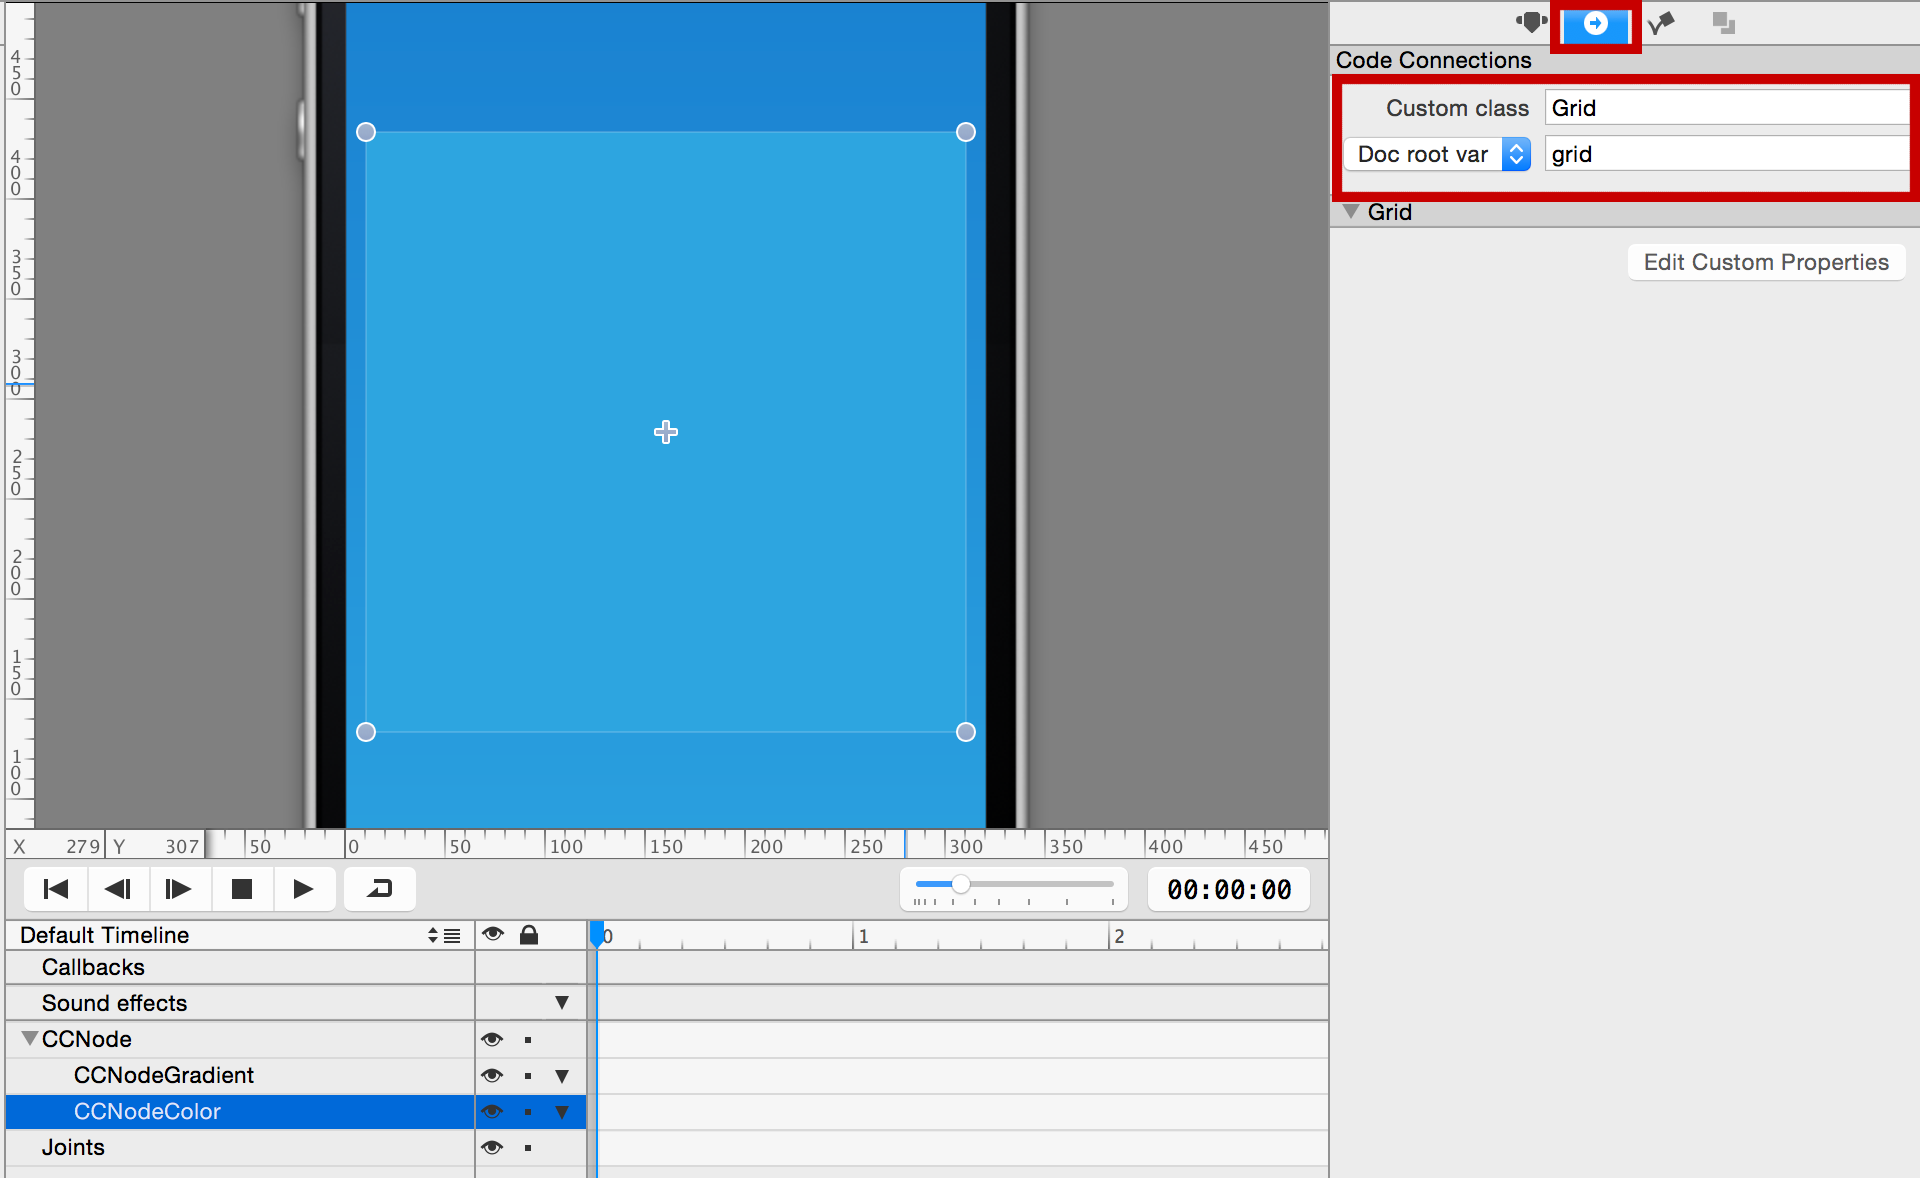 Code Connections
Custom class Grid
Doc root var grid
Grid
Edit Custom Properties
450
400
350
300
250
200
150
100
X 279 Y 307 50 0 50 100 150 200 250 300 350 400 450
00:00:00
Default Timeline 0 1 2
Callbacks
Sound effects
CCNode
CCNodeGradient
CCNodeColor
Joints